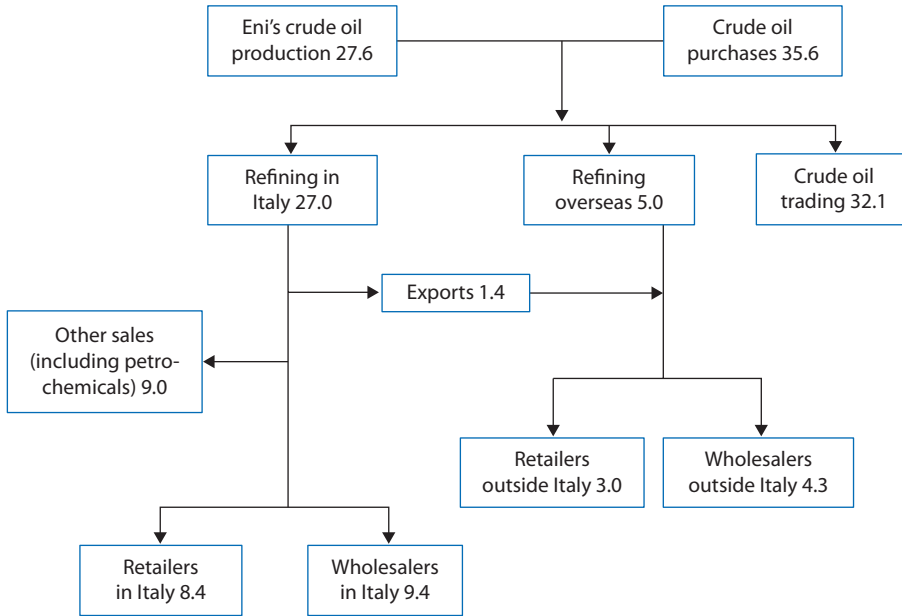 Eni's crude oil
production 27.6
Crude oil
purchases 35.6
Refining in
Italy 27.0
Refining
overseas 5.0
Crude oil
trading 32.1
Exports 1.4
Other sales
(including petro-
chemicals) 9.0
Retailers
outside Italy 3.0
Wholesalers
outside Italy 4.3
Retailers
in Italy 8.4
Wholesalers
in Italy 9.4